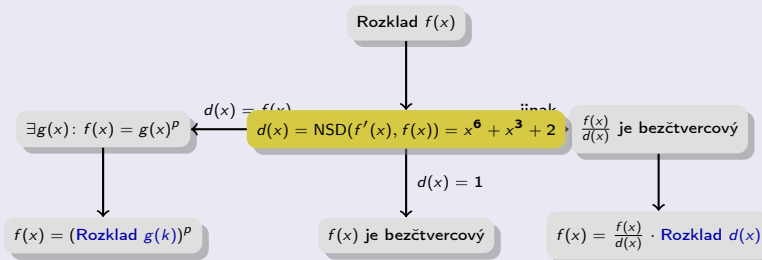 Rozklad f(x)
d(x) = f(x)
jinak
∃g(x): f(x) = g(x)ᵖ
d(x) = NSD(f′(x), f(x)) = x⁶ + x³ + 2
f(x)/d(x) je bezčtvercový
d(x) = 1
f(x) = (Rozklad g(k))ᵖ
f(x) je bezčtvercový
f(x) = f(x)/d(x) · Rozklad d(x)